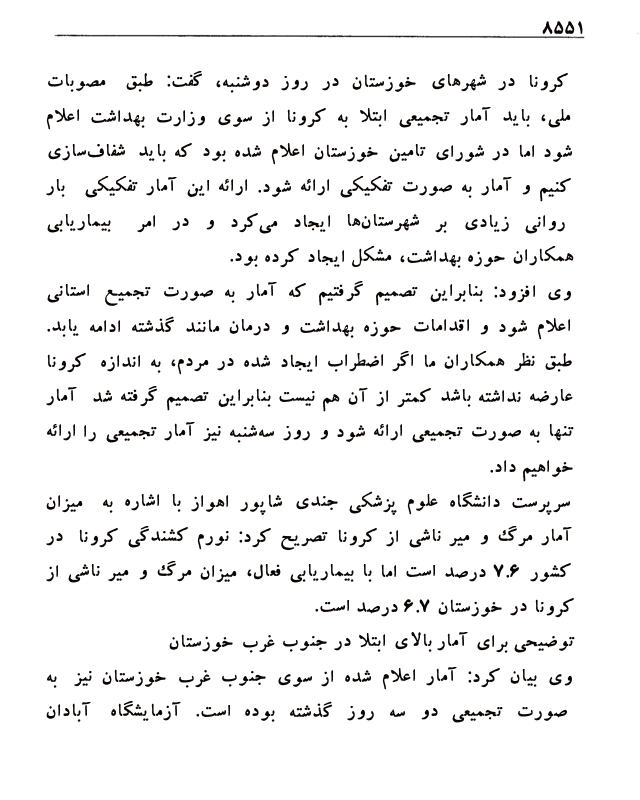 ۸۵۵۱
کرونا در شهرهای خوزستان در روز دوشنبه، گفت: طبق مصوبات
ملی، باید آمار تجمیعی ابتلا به کرونا از سوی وزارت بهداشت اعلام
شود اما در شورای تامین خوزستان اعلام شده بود که باید شفاف‌سازی
کنیم و آمار به صورت تفکیکی ارائه شود. ارائه این آمار تفکیکی بار
روانی زیادی بر شهرستان‌ها ایجاد می‌کرد و در امر بیماریابی
همکاران حوزه بهداشت، مشکل ایجاد کرده بود.
وی افزود: بنابراین تصمیم گرفتیم که آمار به صورت تجمیع استانی
اعلام شود و اقدامات حوزه بهداشت و درمان مانند گذشته ادامه یابد.
طبق نظر همکاران ما اگر اضطراب ایجاد شده در مردم، به اندازه کرونا
عارضه نداشته باشد کمتر از آن هم نیست بنابراین تصمیم گرفته شد آمار
تنها به صورت تجمیعی ارائه شود و روز سه‌شنبه نیز آمار تجمیعی را ارائه
خواهیم داد.
سرپرست دانشگاه علوم پزشکی جندی شاپور اهواز با اشاره به میزان
آمار مرگ و میر ناشی از کرونا تصریح کرد: نورم کشندگی کرونا در
کشور ۷.۶ درصد است اما با بیماریابی فعال، میزان مرگ و میر ناشی از
کرونا در خوزستان ۶.۷ درصد است.
توضیحی برای آمار بالای ابتلا در جنوب غرب خوزستان
وی بیان کرد: آمار اعلام شده از سوی جنوب غرب خوزستان نیز به
صورت تجمیعی دو سه روز گذشته بوده است. آزمایشگاه آبادان